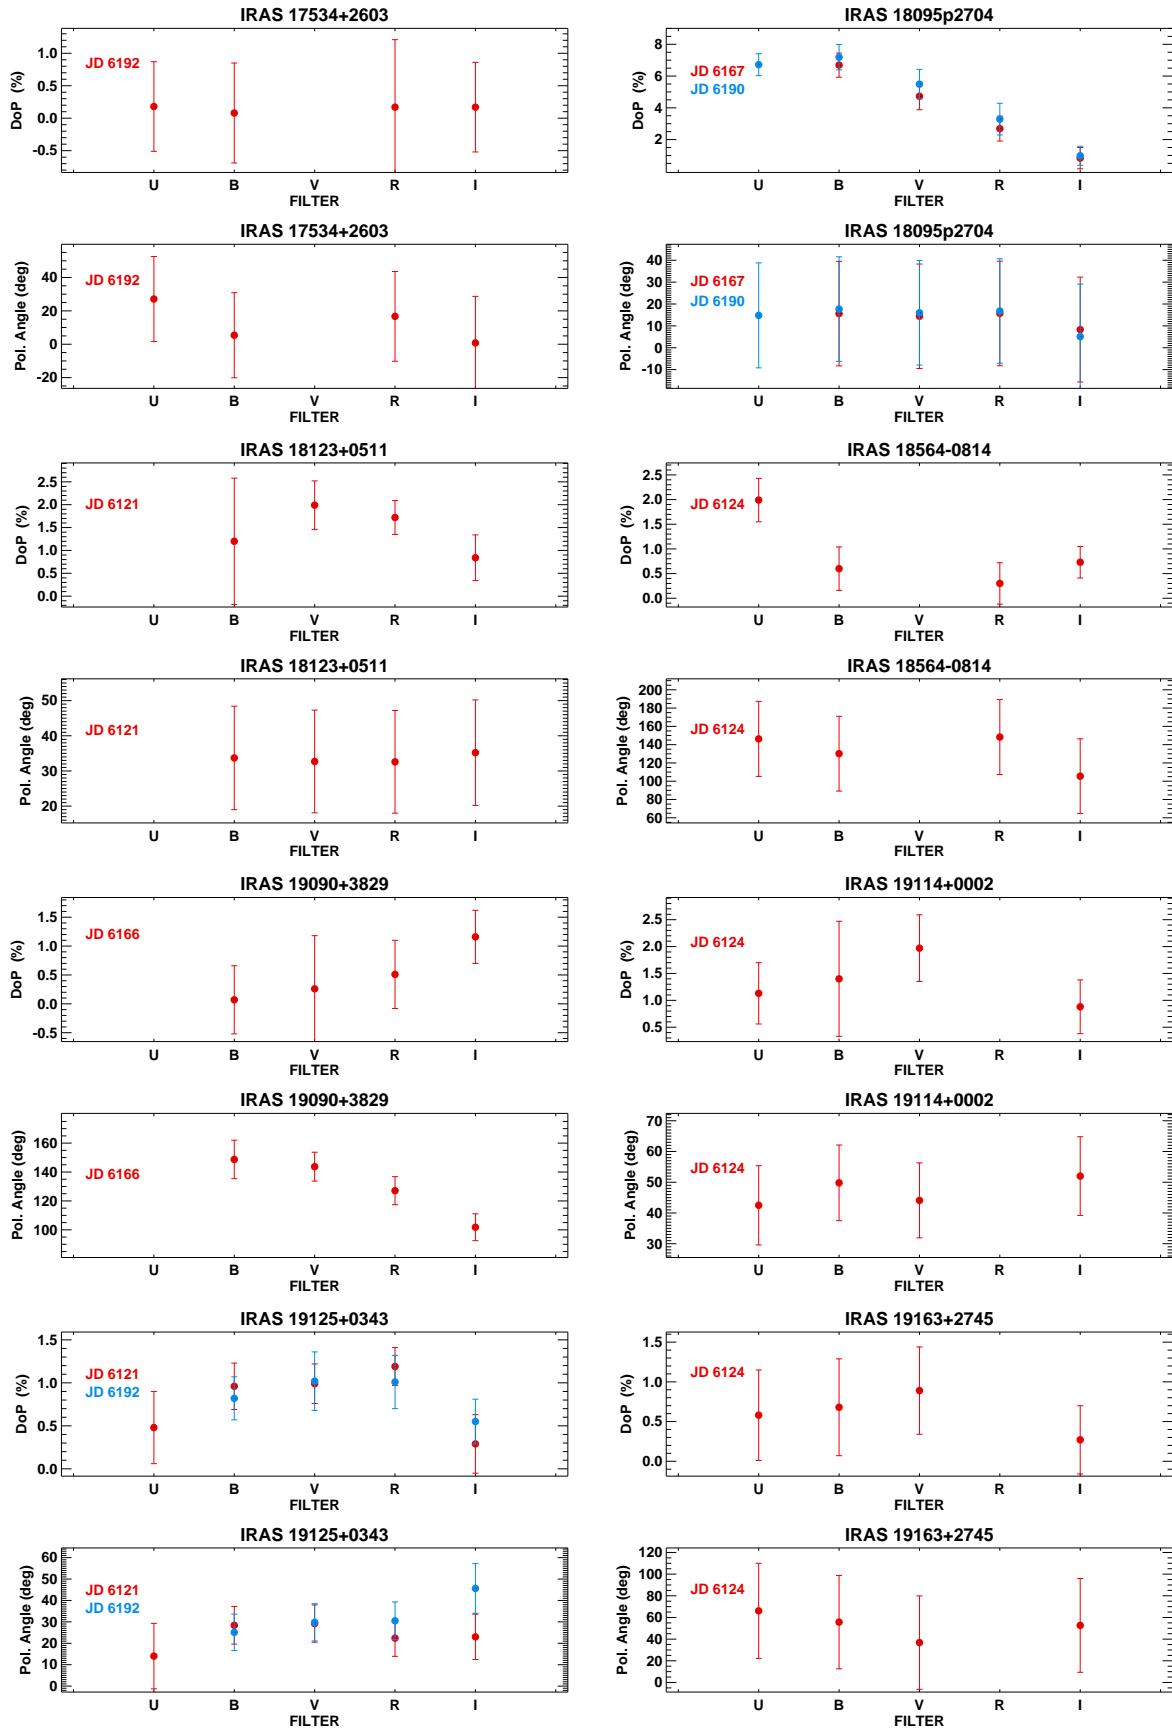 IRAS 17534+2603
DoP (%)
1.0
0.5
0.0
-0.5
JD 6192
U B V R I
FILTER
IRAS 18095p2704
DoP (%)
8
6
4
2
JD 6167
JD 6190
U B V R I
FILTER
IRAS 17534+2603
Pol. Angle (deg)
40
20
0
-20
JD 6192
U B V R I
FILTER
IRAS 18095p2704
Pol. Angle (deg)
40
30
20
10
0
-10
JD 6167
JD 6190
U B V R I
FILTER
IRAS 18123+0511
DoP (%)
2.5
2.0
1.5
1.0
0.5
0.0
JD 6121
U B V R I
FILTER
IRAS 18564-0814
DoP (%)
2.5
2.0
1.5
1.0
0.5
0.0
JD 6124
U B V R I
FILTER
IRAS 18123+0511
Pol. Angle (deg)
50
40
30
20
JD 6121
U B V R I
FILTER
IRAS 18564-0814
Pol. Angle (deg)
200
180
160
140
120
100
80
60
JD 6124
U B V R I
FILTER
IRAS 19090+3829
DoP (%)
1.5
1.0
0.5
0.0
-0.5
JD 6166
U B V R I
FILTER
IRAS 19114+0002
DoP (%)
2.5
2.0
1.5
1.0
0.5
JD 6124
U B V R I
FILTER
IRAS 19090+3829
Pol. Angle (deg)
160
140
120
100
JD 6166
U B V R I
FILTER
IRAS 19114+0002
Pol. Angle (deg)
70
60
50
40
30
JD 6124
U B V R I
FILTER
IRAS 19125+0343
DoP (%)
1.5
1.0
0.5
0.0
JD 6121
JD 6192
U B V R I
FILTER
IRAS 19163+2745
DoP (%)
1.5
1.0
0.5
0.0
JD 6124
U B V R I
FILTER
IRAS 19125+0343
Pol. Angle (deg)
60
50
40
30
20
10
0
JD 6121
JD 6192
U B V R I
FILTER
IRAS 19163+2745
Pol. Angle (deg)
120
100
80
60
40
20
0
JD 6124
U B V R I
FILTER